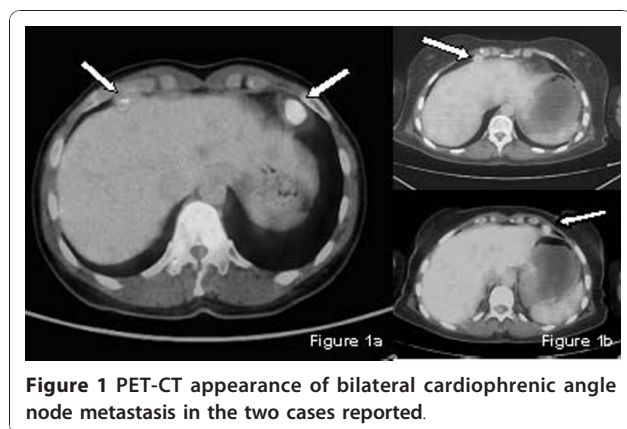 Figure 1a
Figure 1b
Figure 1 PET-CT appearance of bilateral cardiophrenic angle
node metastasis in the two cases reported.